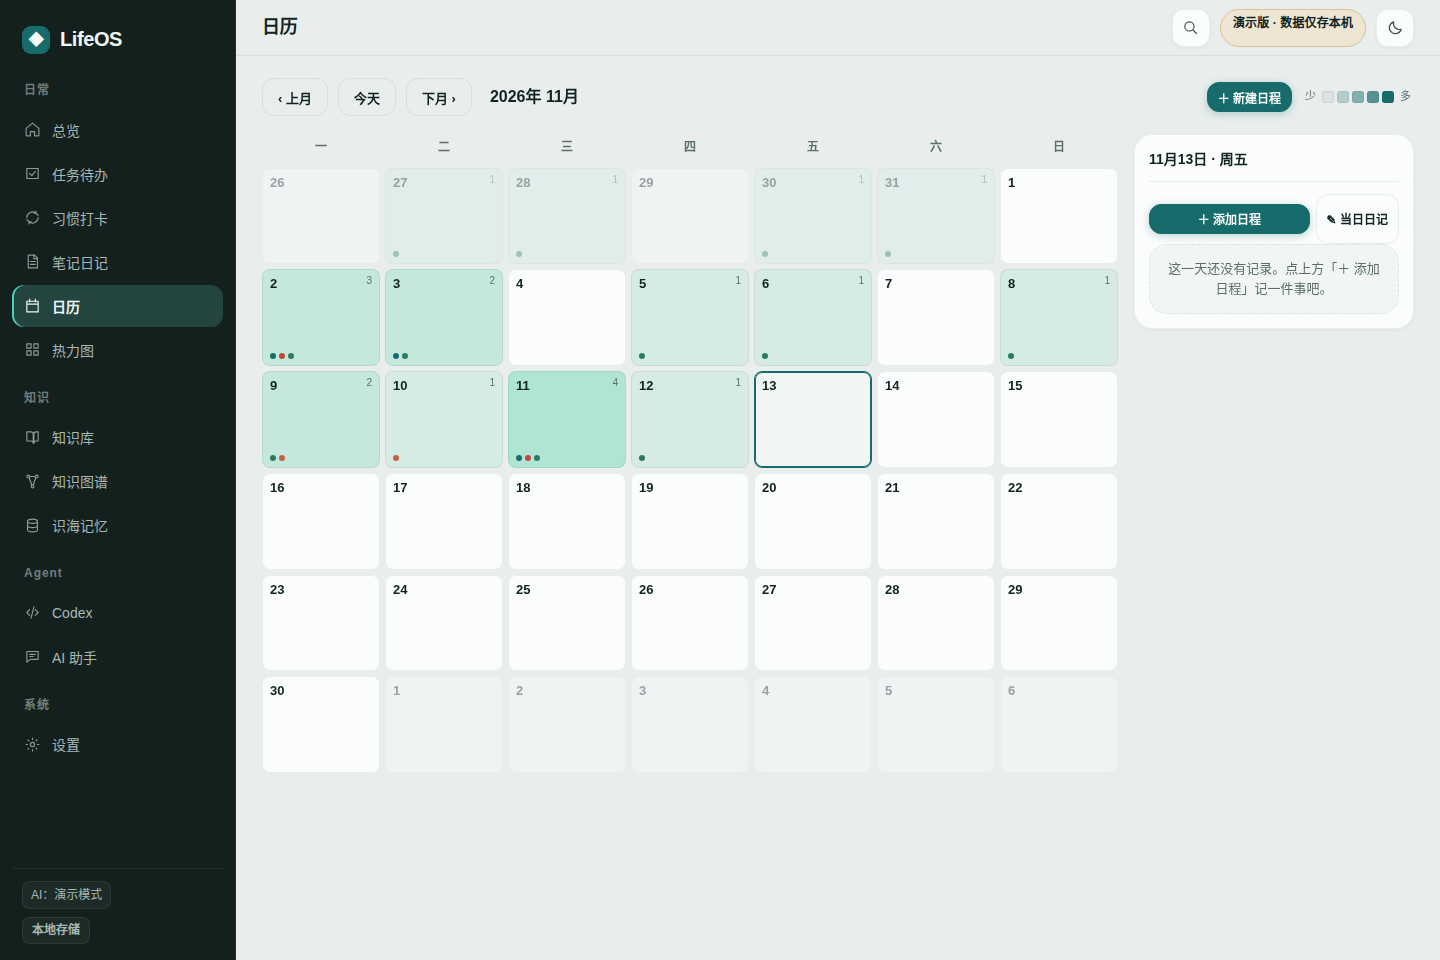 LifeOS
日常
总览
任务待办
习惯打卡
笔记日记
日历
热力图
知识
知识库
知识图谱
识海记忆
Agent
Codex
AI 助手
系统
设置
AI：演示模式
本地存储
日历
演示版 · 数据仅存本机
‹ 上月
今天
下月 ›
2026年 11月
＋ 新建日程
少
多
一 二 三 四 五 六 日
26 27 1 28 1 29 30 1 31 1 1
2 3 3 2 4 5 1 6 1 7 8 1
9 2 10 1 11 4 12 1 13 14 15
16 17 18 19 20 21 22
23 24 25 26 27 28 29
30 1 2 3 4 5 6
11月13日 · 周五
＋ 添加日程
✎ 当日日记
这一天还没有记录。点上方「＋ 添加
日程」记一件事吧。